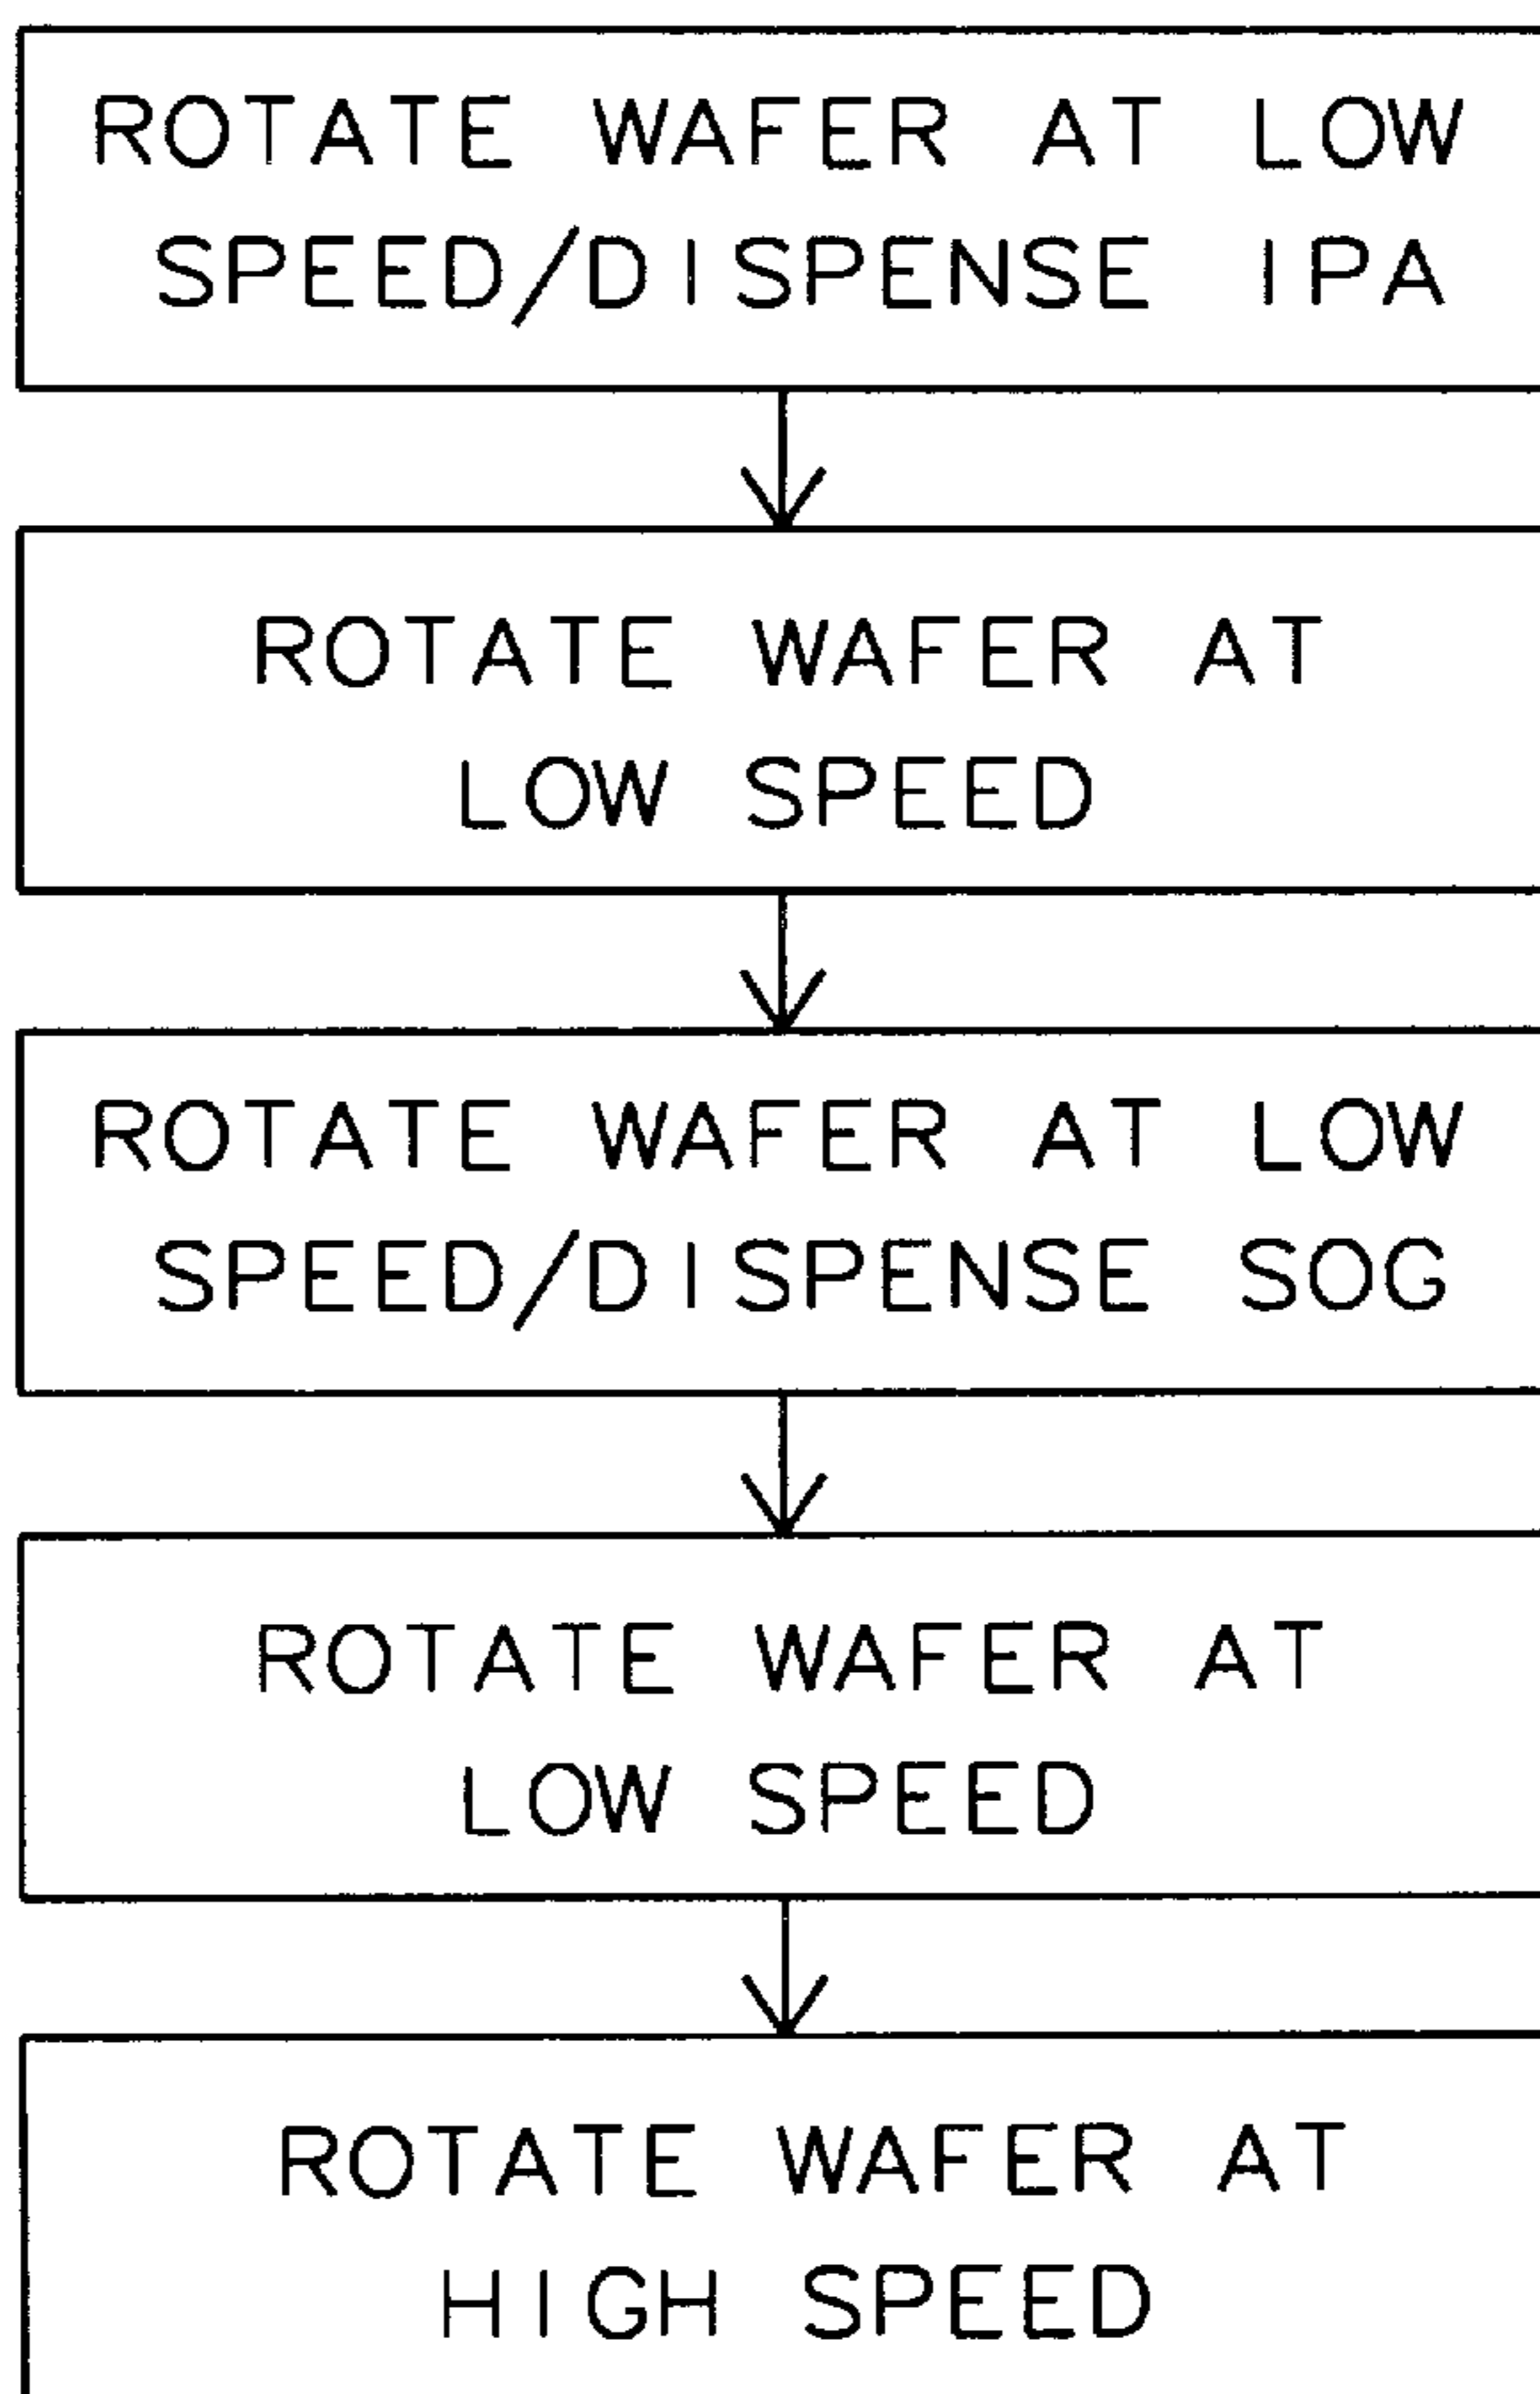 ROTATE WAFER AT LOW
SPEED/DISPENSE IPA
ROTATE WAFER AT
LOW SPEED
ROTATE WAFER AT LOW
SPEED/DISPENSE SOG
ROTATE WAFER AT
LOW SPEED
ROTATE WAFER AT
HIGH SPEED